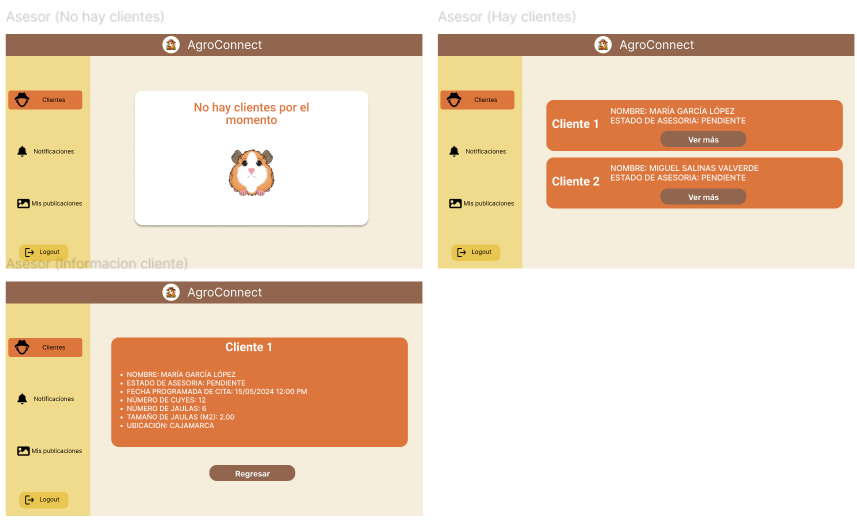 Asesor (No hay clientes)
AgroConnect
Clientes
Notificaciones
Mis publicaciones
Logout
No hay clientes por el
momento
Asesor (Hay clientes)
AgroConnect
Clientes
Notificaciones
Mis publicaciones
Logout
Cliente 1
NOMBRE: MARÍA GARCÍA LÓPEZ
ESTADO DE ASESORIA: PENDIENTE
Ver más
Cliente 2
NOMBRE: MIGUEL SALINAS VALVERDE
ESTADO DE ASESORIA: PENDIENTE
Ver más
Asesor (Informacion cliente)
AgroConnect
Clientes
Notificaciones
Mis publicaciones
Logout
Cliente 1
• NOMBRE: MARÍA GARCÍA LÓPEZ
• ESTADO DE ASESORIA: PENDIENTE
• FECHA PROGRAMADA DE CITA: 15/05/2024 12:00 PM
• NÚMERO DE CUYES: 12
• NÚMERO DE JAULAS: 6
• TAMAÑO DE JAULAS (M2): 2.00
• UBICACIÓN: CAJAMARCA
Regresar